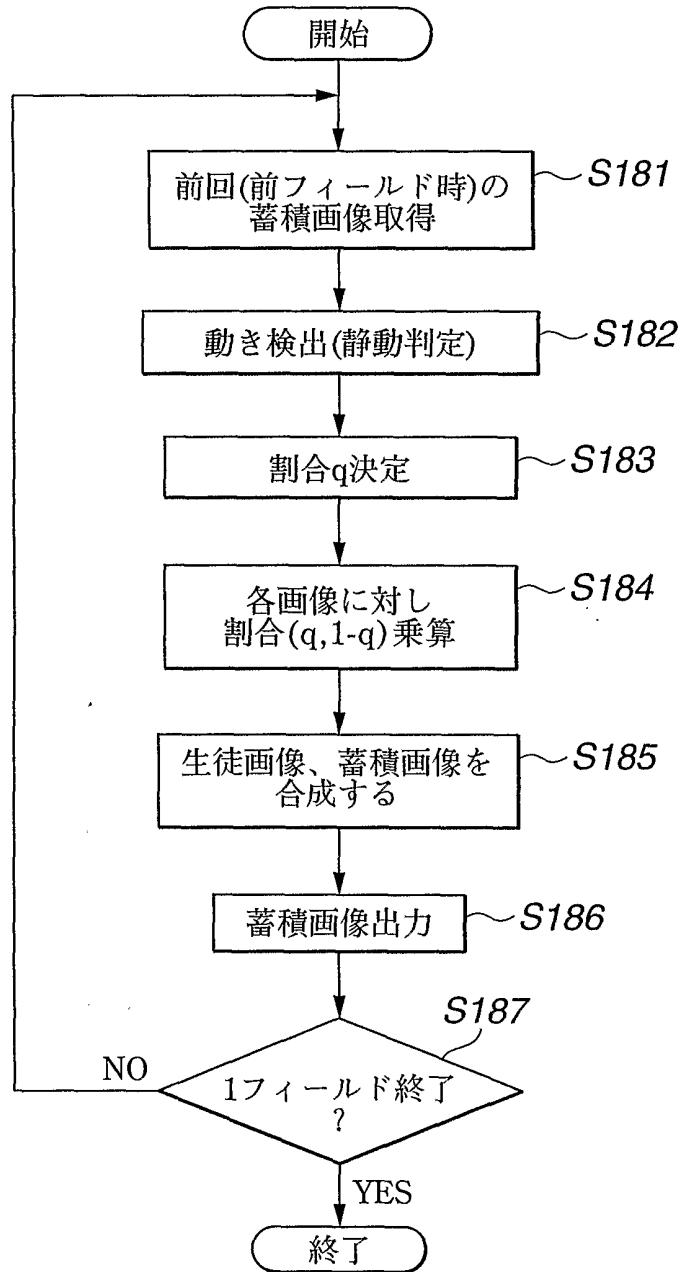 開始
前回(前フィールド時)の
蓄積画像取得
S181
動き検出(静動判定)
S182
割合q決定
S183
各画像に対し
割合(q,1-q)乗算
S184
生徒画像、蓄積画像を
合成する
S185
蓄積画像出力
S186
S187
1フィールド終了
?
NO
YES
終了